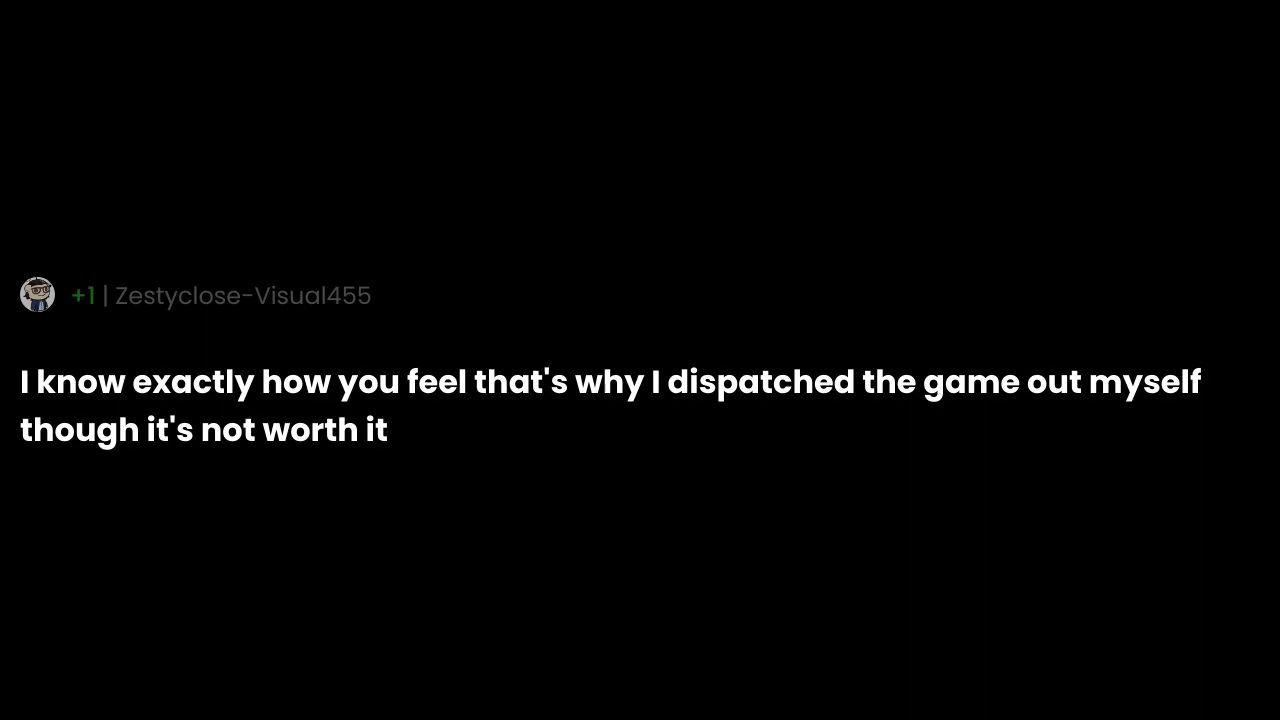 +1 | Zestyclose-Visual455
I know exactly how you feel that's why I dispatched the game out myself
though it's not worth it